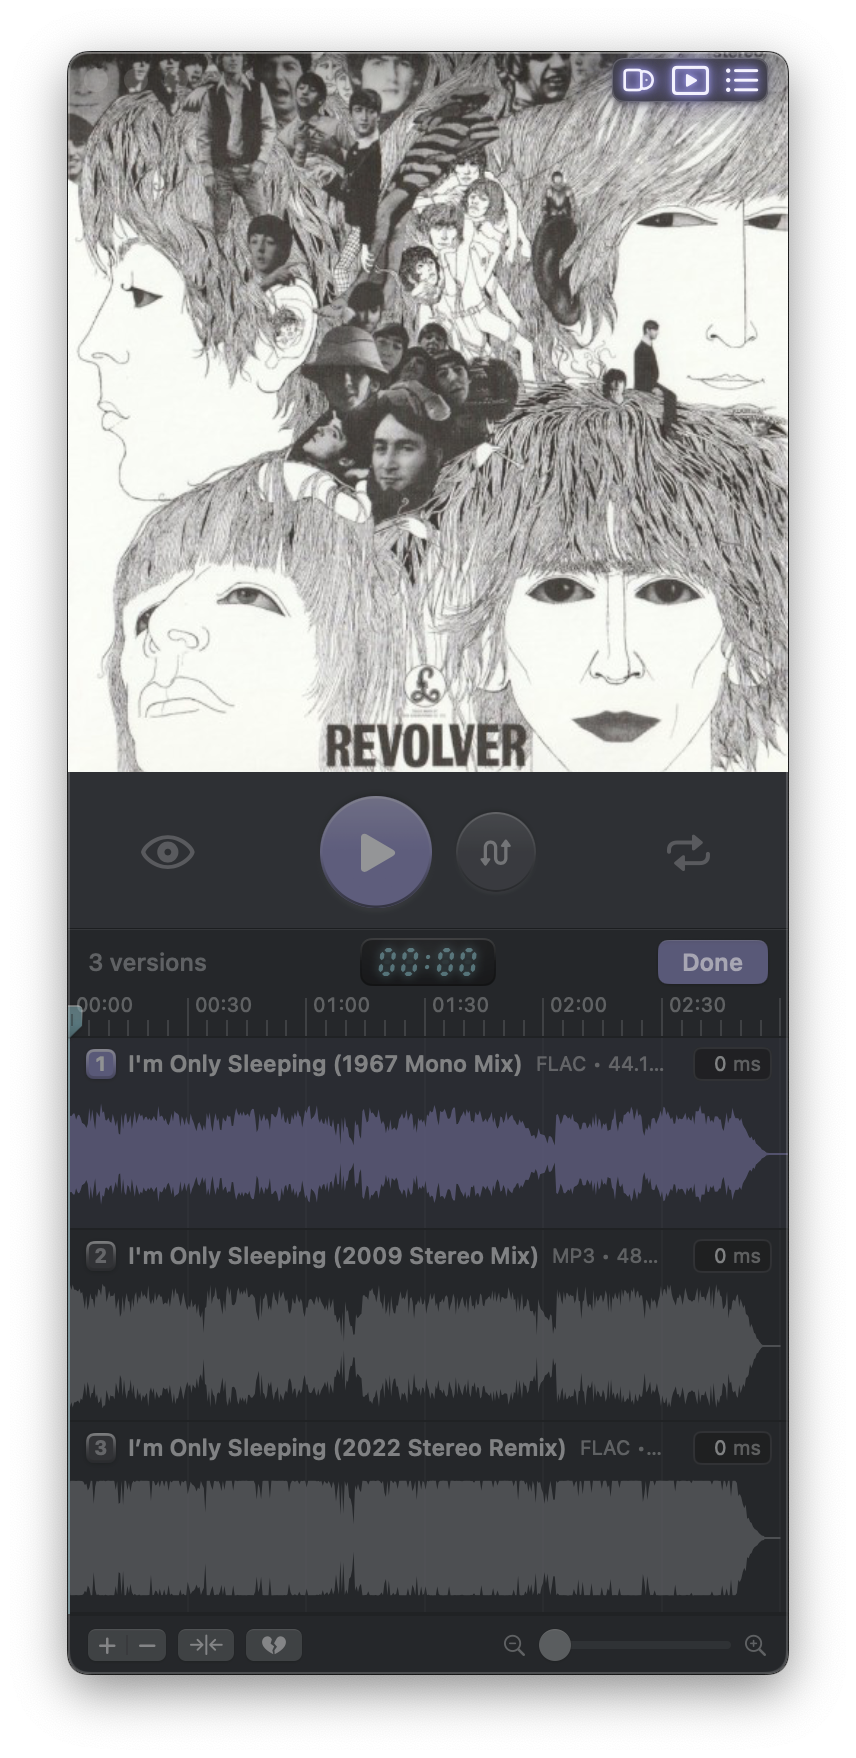 stereo
REVOLVER
3 versions
00:00
Done
00:00 00:30 01:00 01:30 02:00 02:30
1 I'm Only Sleeping (1967 Mono Mix) FLAC • 44.1... 0 ms
2 I'm Only Sleeping (2009 Stereo Mix) MP3 • 48... 0 ms
3 I’m Only Sleeping (2022 Stereo Remix) FLAC •... 0 ms